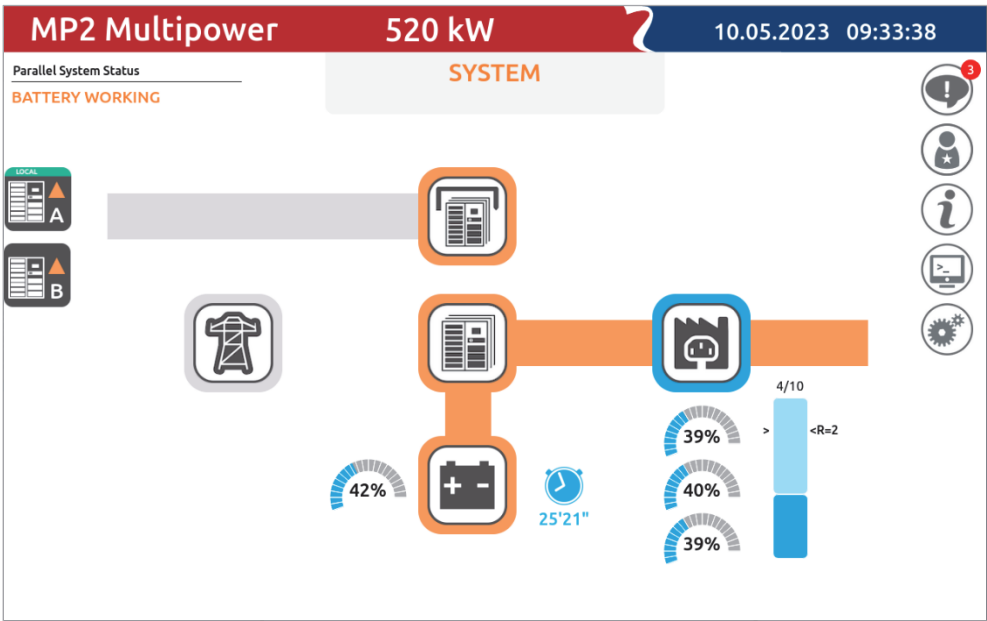 MP2 Multipower 520 kW 10.05.2023 09:33:38
Parallel System Status
BATTERY WORKING
SYSTEM
3
LOCAL
A
B
>_
4/10
39%
> <R=2
42%
25'21"
40%
39%